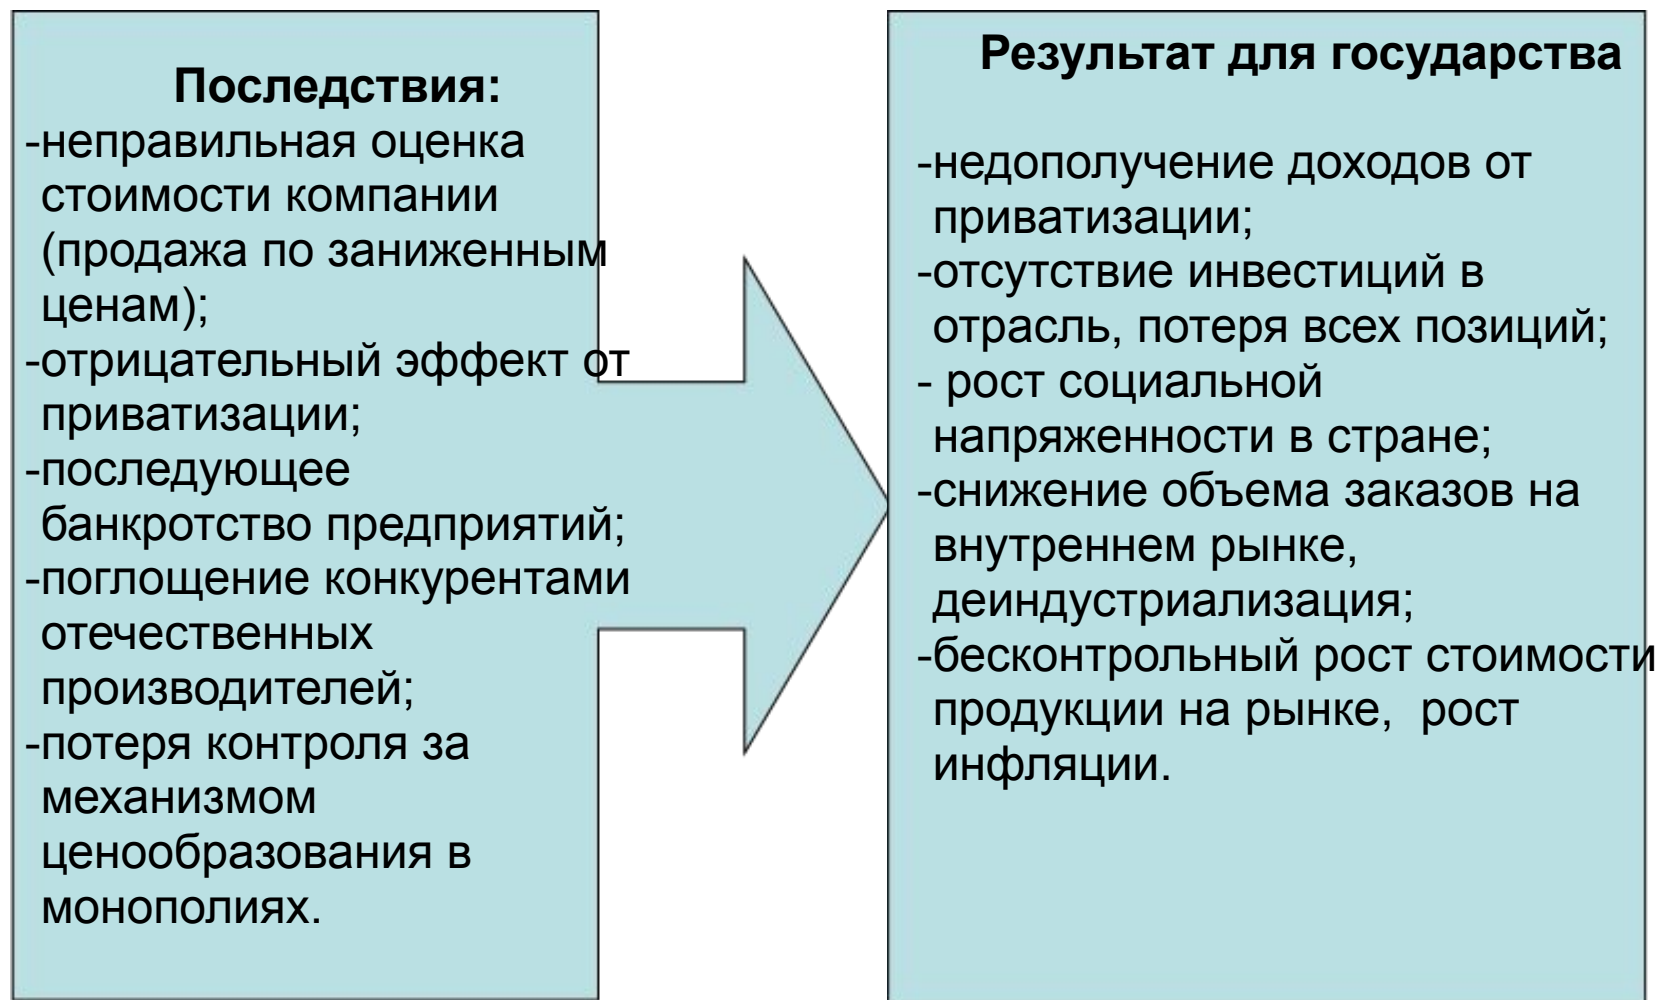 Последствия:
-неправильная оценка
стоимости компании
(продажа по заниженным
ценам);
-отрицательный эффект от
приватизации;
-последующее
банкротство предприятий;
-поглощение конкурентами
отечественных
производителей;
-потеря контроля за
механизмом
ценообразования в
монополиях.
Результат для государства
-недополучение доходов от
приватизации;
-отсутствие инвестиций в
отрасль, потеря всех позиций;
- рост социальной
напряженности в стране;
-снижение объема заказов на
внутреннем рынке,
деиндустриализация;
-бесконтрольный рост стоимости
продукции на рынке,  рост
инфляции.